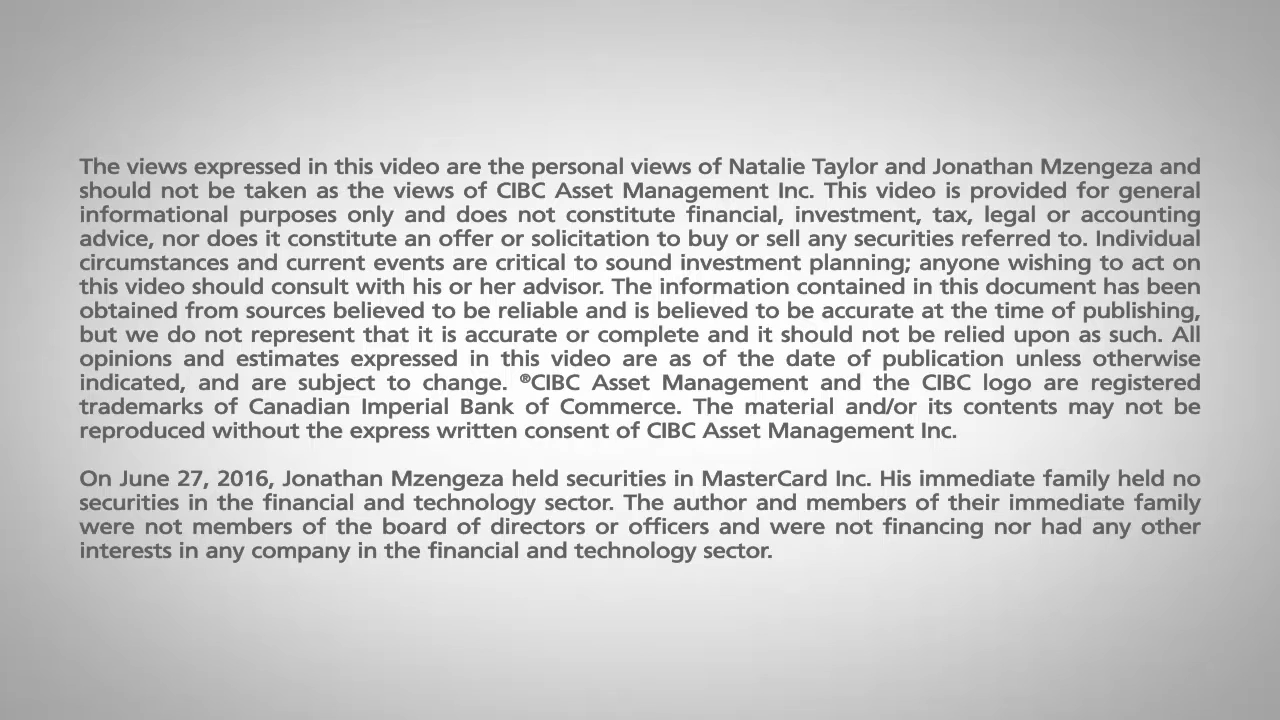 The views expressed in this video are the personal views of Natalie Taylor and Jonathan Mzengeza and
should not be taken as the views of CIBC Asset Management Inc. This video is provided for general
informational purposes only and does not constitute financial, investment, tax, legal or accounting
advice, nor does it constitute an offer or solicitation to buy or sell any securities referred to. Individual
circumstances and current events are critical to sound investment planning; anyone wishing to act on
this video should consult with his or her advisor. The information contained in this document has been
obtained from sources believed to be reliable and is believed to be accurate at the time of publishing,
but we do not represent that it is accurate or complete and it should not be relied upon as such. All
opinions and estimates expressed in this video are as of the date of publication unless otherwise
indicated, and are subject to change. ®CIBC Asset Management and the CIBC logo are registered
trademarks of Canadian Imperial Bank of Commerce. The material and/or its contents may not be
reproduced without the express written consent of CIBC Asset Management Inc.
On June 27, 2016, Jonathan Mzengeza held securities in MasterCard Inc. His immediate family held no
securities in the financial and technology sector. The author and members of their immediate family
were not members of the board of directors or officers and were not financing nor had any other
interests in any company in the financial and technology sector.